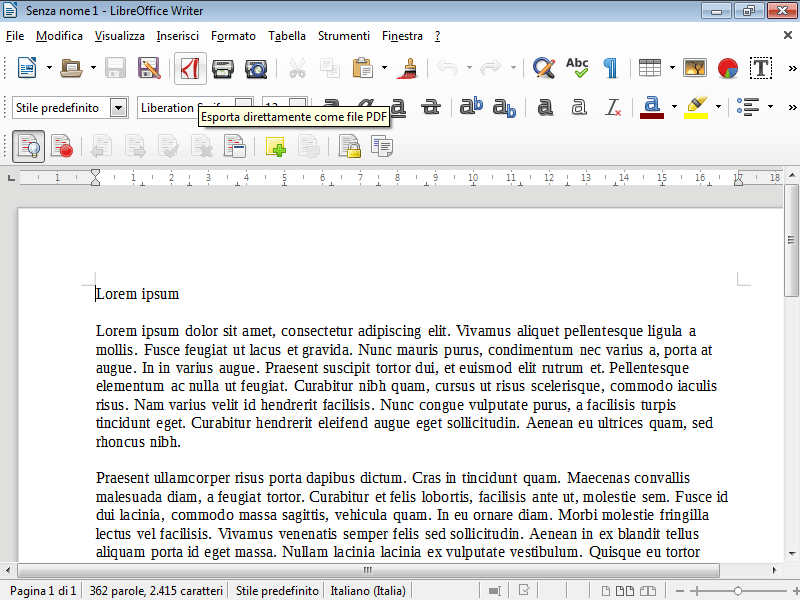 Senza nome 1 - LibreOffice Writer
File Modifica Visualizza Inserisci Formato Tabella Strumenti Finestra ?
Abc
Stile predefinito Liberation
Esporta direttamente come file PDF
1 1 2 3 4 5 6 7 8 9 10 11 12 13 14 15 16 17 18
Lorem ipsum
Lorem ipsum dolor sit amet, consectetur adipiscing elit. Vivamus aliquet pellentesque ligula a
mollis. Fusce feugiat ut lacus et gravida. Nunc mauris purus, condimentum nec varius a, porta at
augue. In in varius augue. Praesent suscipit tortor dui, et euismod elit rutrum et. Pellentesque
elementum ac nulla ut feugiat. Curabitur nibh quam, cursus ut risus scelerisque, commodo iaculis
risus. Nam varius velit id hendrerit facilisis. Nunc congue vulputate purus, a facilisis turpis
tincidunt eget. Curabitur hendrerit eleifend augue eget sollicitudin. Aenean eu ultrices quam, sed
rhoncus nibh.
Praesent ullamcorper risus porta dapibus dictum. Cras in tincidunt quam. Maecenas convallis
malesuada diam, a feugiat tortor. Curabitur et felis lobortis, facilisis ante ut, molestie sem. Fusce id
dui lacinia, commodo massa sagittis, vehicula quam. In eu ornare diam. Morbi molestie fringilla
lectus vel facilisis. Vivamus venenatis semper felis sed sollicitudin. Aenean in ex blandit tellus
aliquam porta id eget massa. Nullam lacinia lacinia ex vulputate vestibulum. Quisque eu tortor
Pagina 1 di 1 362 parole, 2.415 caratteri Stile predefinito Italiano (Italia)